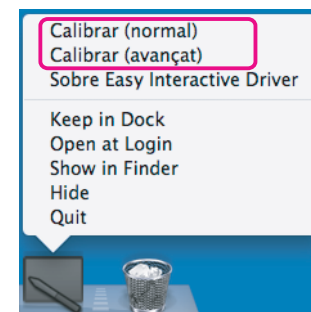 Calibrar (normal)
Calibrar (avançat)
Sobre Easy Interactive Driver
Keep in Dock
Open at Login
Show in Finder
Hide
Quit